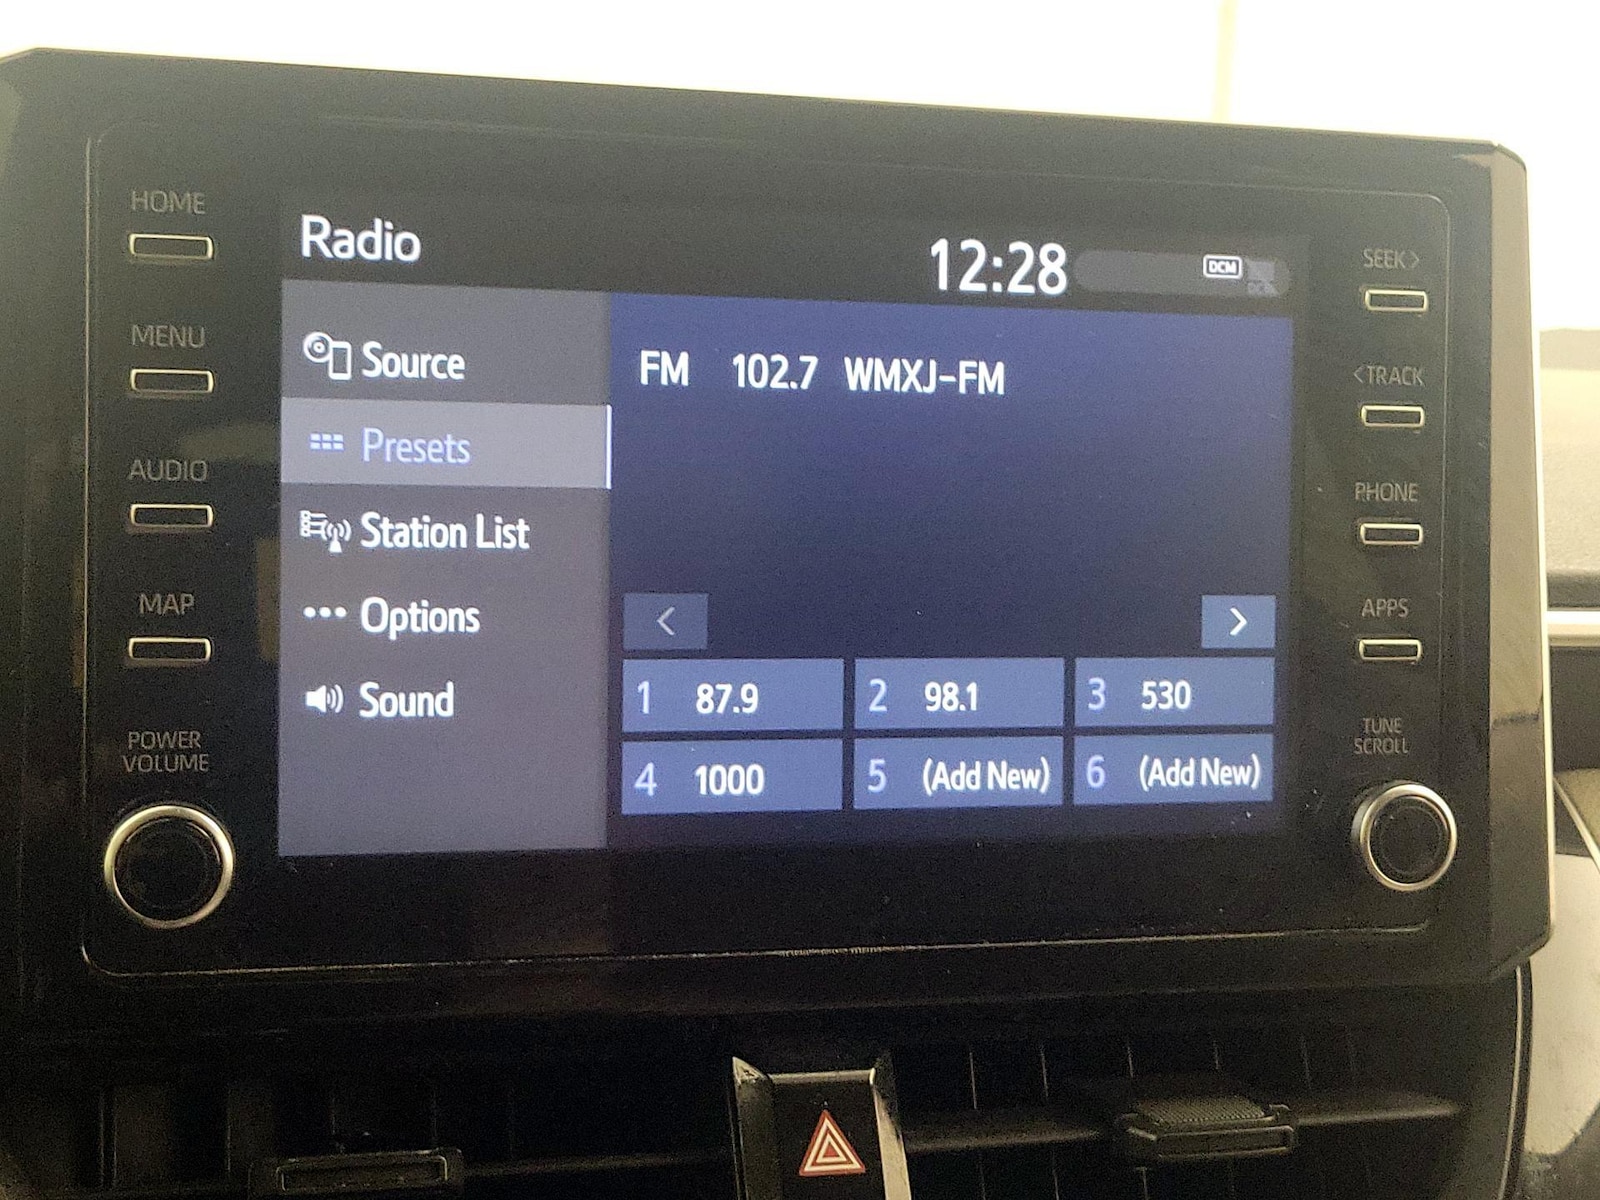 HOME
MENU
AUDIO
MAP
POWER
VOLUME
Radio
12:28
DCM
Source
Presets
Station List
Options
Sound
FM 102.7 WMXJ-FM
<
>
1 87.9
2 98.1
3 530
4 1000
5 (Add New)
6 (Add New)
SEEK>
<TRACK
PHONE
APPS
TUNE
SCROLL